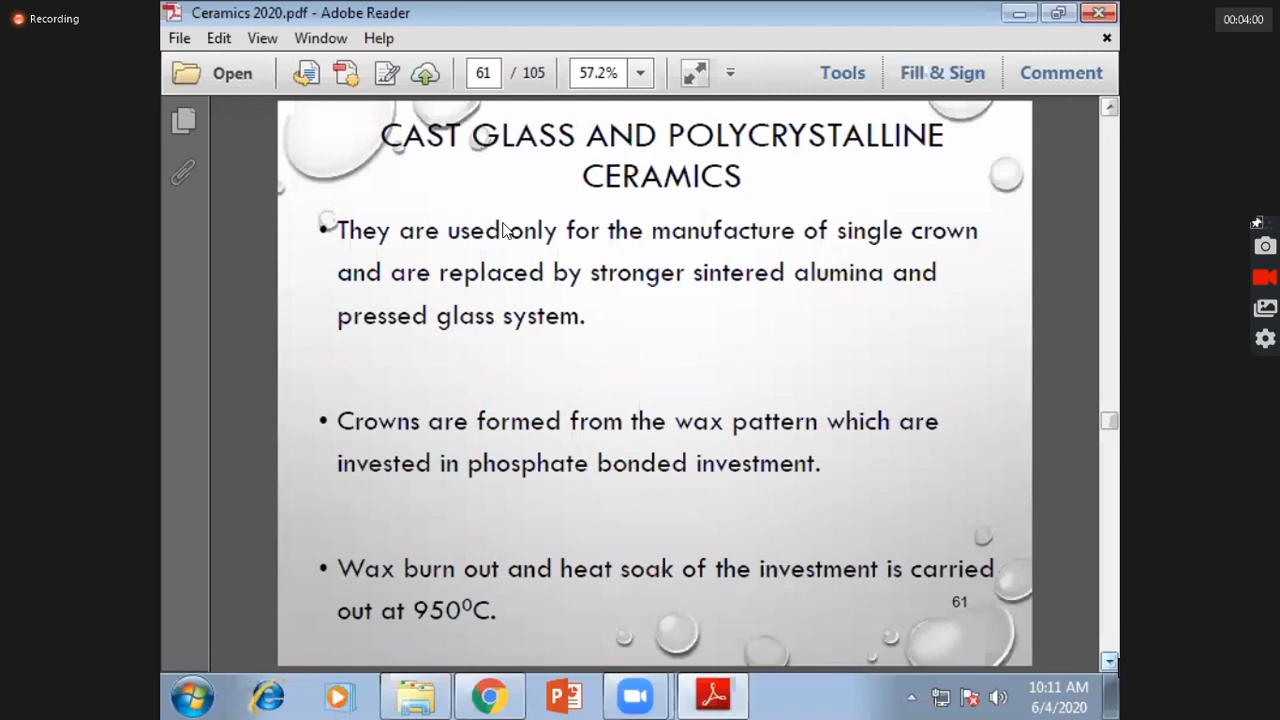 Recording
Ceramics 2020.pdf - Adobe Reader
00:04:00
File Edit View Window Help
Open 61 / 105 57.2% Tools Fill & Sign Comment
CAST GLASS AND POLYCRYSTALLINE
CERAMICS
• They are used only for the manufacture of single crown
and are replaced by stronger sintered alumina and
pressed glass system.
• Crowns are formed from the wax pattern which are
invested in phosphate bonded investment.
• Wax burn out and heat soak of the investment is carried
out at 950⁰C.
61
10:11 AM
6/4/2020